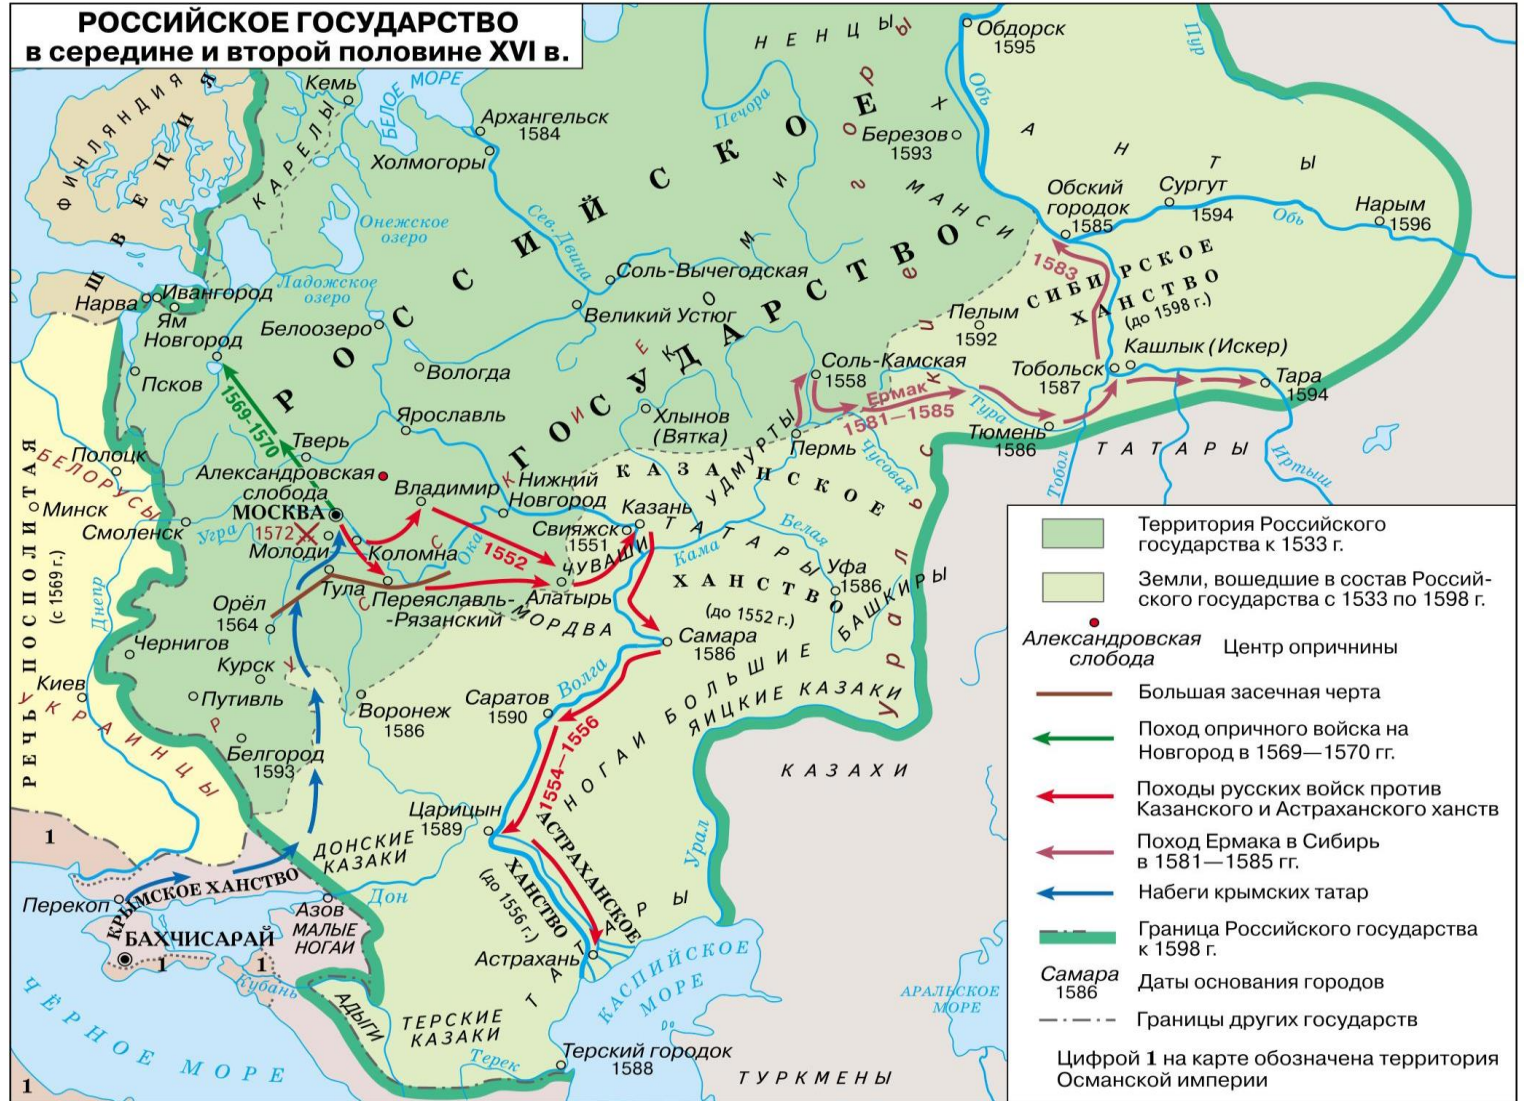 РОССИЙСКОЕ ГОСУДАРСТВО
в середине и второй половине XVI в.
ФИНЛЯНДИЯ
ШВЕЦИЯ
КАРЕЛЫ
Кемь
БЕЛОЕ МОРЕ
Архангельск
1584
Холмогоры
НЕНЦЫ
Печора
Обдорск
1595
Обь
Пур
Березов
1593
ХАНТЫ
МАНСИ
Обский
городок
1585
Сургут
1594
Обь
Нарым
1596
РОССИЙСКОЕ
ГОСУДАРСТВО
Онежское
озеро
Ладожское
озеро
Сев. Двина
Соль-Вычегодская
Великий Устюг
КОМИ
Нарва
Ивангород
Ям
Новгород
Псков
Белоозеро
Вологда
1583
СИБИРСКОЕ
ХАНСТВО
(до 1598 г.)
Пелым
1592
Соль-Камская
1558
Тобольск
1587
Кашлык (Искер)
Тара
1594
Ермак
1581—1585
Тура
Тюмень
1586
Тобол
ТАТАРЫ
Иртыш
1569-1570
Ярославль
Тверь
Хлынов
(Вятка)
Пермь
Чусовая
УДМУРТЫ
Уральские горы
РУССКИЕ
РЕЧЬ ПОСПОЛИТАЯ
(с 1569 г.)
БЕЛОРУСЫ
Полоцк
Минск
Смоленск
Днепр
Угра
Александровская
слобода
МОСКВА
1572
Молоди
Владимир
Нижний
Новгород
Коломна
Ока
1552
Свияжск
1551
Казань
КАЗАНСКОЕ
ТАТАРЫ
ЧУВАШИ
Кама
Белая
ХАНСТВО
(до 1552 г.)
Уфа
1586
БАШКИРЫ
Тула
Переяславль-
-Рязанский
Алатырь
МОРДВА
Орёл
1564
Чернигов
Курск
Путивль
Киев
УКРАИНЦЫ
Белгород
1593
Воронеж
1586
Самара
1586
Волга
Саратов
1590
НОГАИ БОЛЬШИЕ
ЯИЦКИЕ КАЗАКИ
КАЗАХИ
1554—1556
Царицын
1589
АСТРАХАНСКОЕ
ХАНСТВО
(до 1556 г.)
Урал
ТАТАРЫ
Астрахань
ДОНСКИЕ
КАЗАКИ
Дон
1
Перекоп
КРЫМСКОЕ ХАНСТВО
Азов
МАЛЫЕ
НОГАИ
БАХЧИСАРАЙ
1
1
Кубань
АДЫГИ
ТЕРСКИЕ
КАЗАКИ
Терек
Терский городок
1588
КАСПИЙСКОЕ
МОРЕ
АРАЛЬСКОЕ
МОРЕ
ТУРКМЕНЫ
ЧЁРНОЕ МОРЕ
1
Территория Российского
государства к 1533 г.
Земли, вошедшие в состав Россий-
ского государства с 1533 по 1598 г.
Александровская
слобода
Центр опричнины
Большая засечная черта
Поход опричного войска на
Новгород в 1569—1570 гг.
Походы русских войск против
Казанского и Астраханского ханств
Поход Ермака в Сибирь
в 1581—1585 гг.
Набеги крымских татар
Граница Российского государства
к 1598 г.
Самара
1586
Даты основания городов
Границы других государств
Цифрой 1 на карте обозначена территория
Османской империи